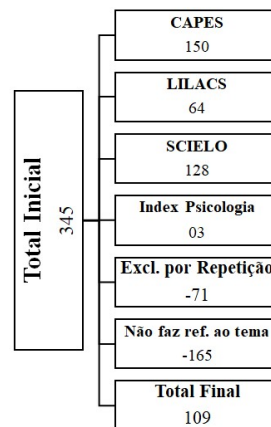 Total Inicial
345
CAPES
150
LILACS
64
SCIELO
128
Index Psicologia
03
Excl. por Repetição
-71
Não faz ref. ao tema
-165
Total Final
109